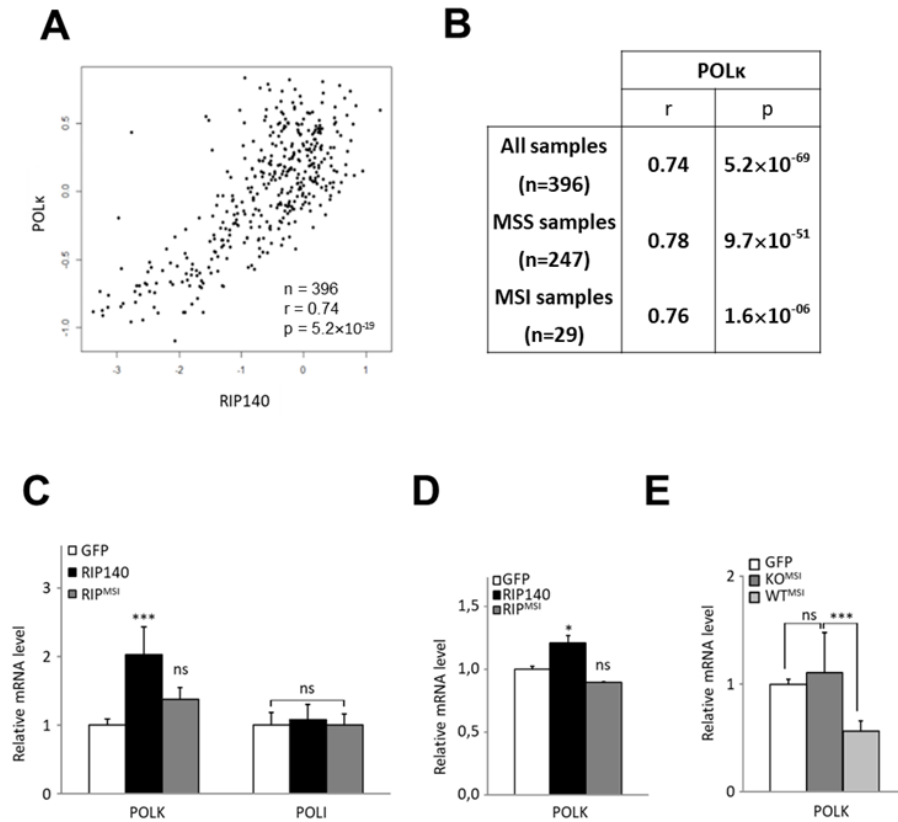 A
POLκ
0.5
0.0
-0.5
-1.0
n = 396
r = 0.74
p = 5.2×10⁻¹⁹
-3 -2 -1 0 1
RIP140
B
POLκ
r p
All samples
(n=396)
0.74 5.2×10⁻⁶⁹
MSS samples
(n=247)
0.78 9.7×10⁻⁵¹
MSI samples
(n=29)
0.76 1.6×10⁻⁰⁶
C
GFP
RIP140
RIPᴹˢᴵ
Relative mRNA level
3
2
1
0
***
ns
ns
POLK POLI
D
GFP
RIP140
RIPᴹˢᴵ
Relative mRNA level
1,5
1,0
0,5
0,0
*
ns
POLK
E
GFP
KOᴹˢᴵ
WTᴹˢᴵ
Relative mRNA level
2
1
0
ns ***
POLK